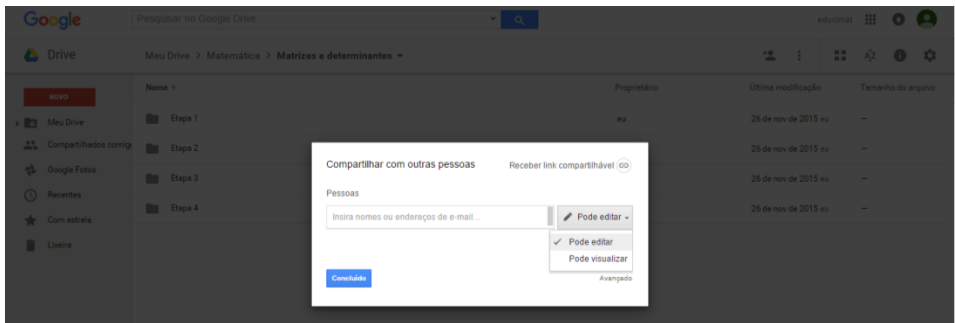 Google
Pesquisar no Google Drive
edsrimat
Drive
Meu Drive > Matemática > Matrizes e determinantes
NOVO
Meu Drive
Compartilhados comigo
Google Fotos
Recentes
Com estrela
Lixeira
Nome ↑
Proprietário
Última modificação
Tamanho do arquivo
Etapa 1
eu
26 de nov de 2015 eu
—
Etapa 2
26 de nov de 2015 eu
—
Etapa 3
26 de nov de 2015 eu
—
Etapa 4
26 de nov de 2015 eu
—
Compartilhar com outras pessoas
Receber link compartilhável
Pessoas
Insira nomes ou endereços de e-mail...
Pode editar
Pode editar
Pode visualizar
Concluído
Avançado